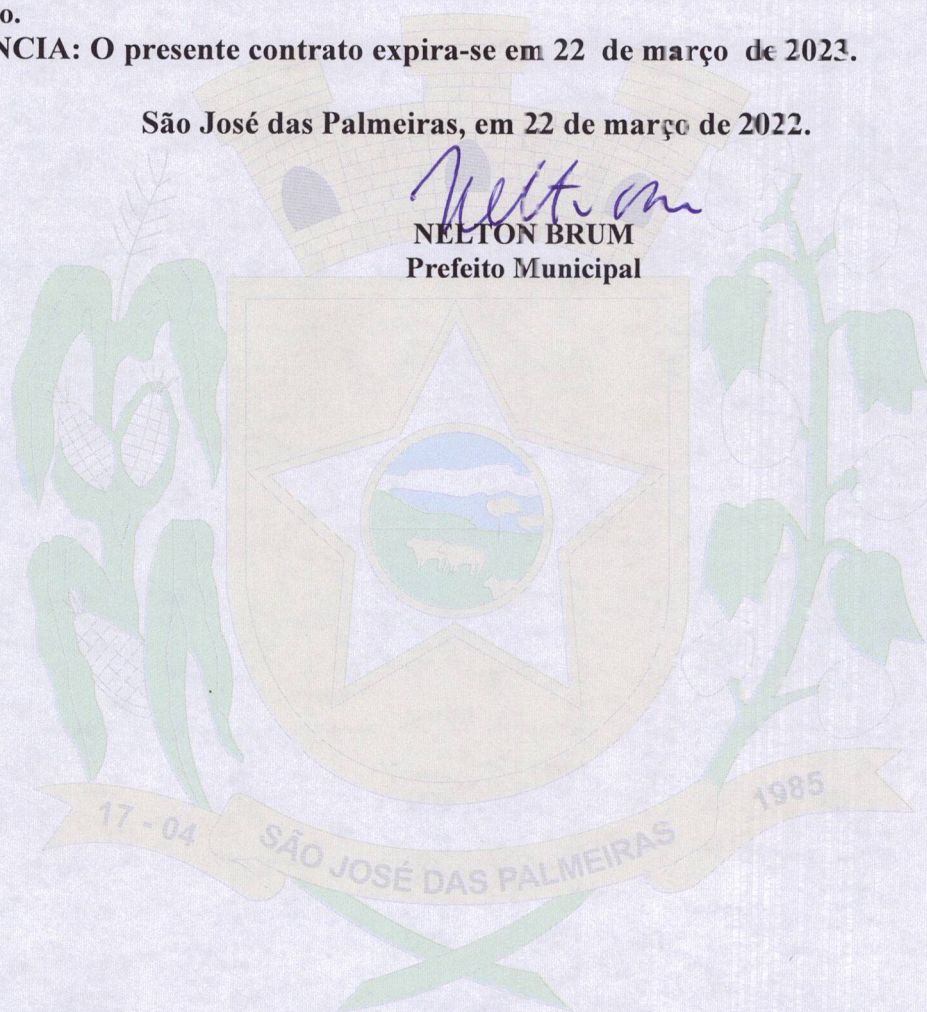 o.
NCIA: O presente contrato expira-se em 22 de março de 2023.
São José das Palmeiras, em 22 de março de 2022.
NELTON BRUM
Prefeito Municipal
17 - 04
SÃO JOSÉ DAS PALMEIRAS
1985